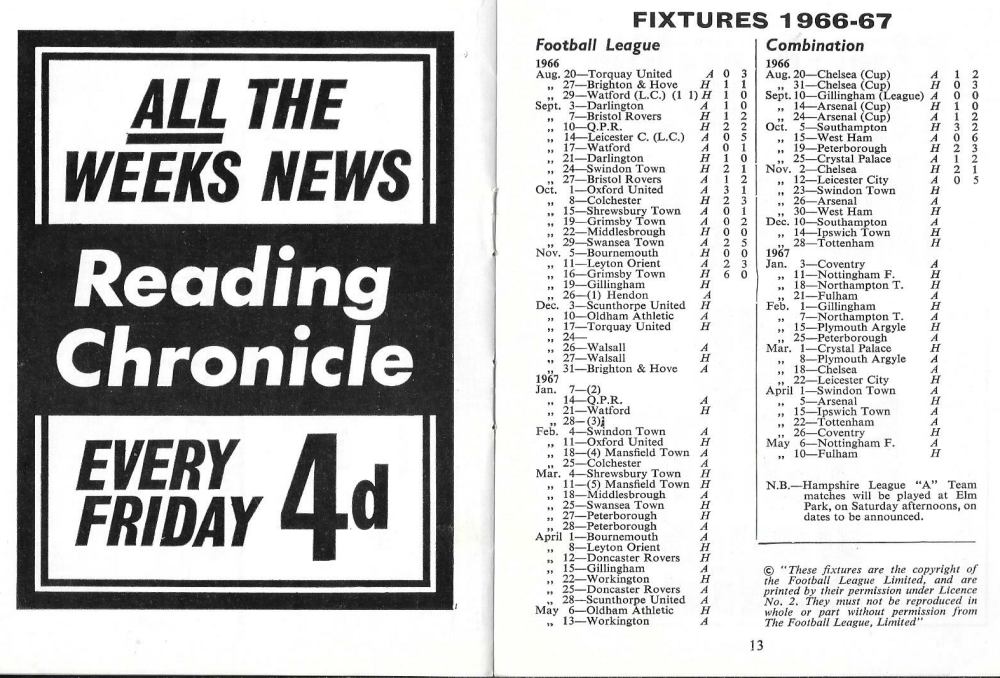 ALL THE
WEEKS NEWS
Reading
Chronicle
EVERY
FRIDAY 4d
FIXTURES 1966-67
Football League
1966
Aug. 20—Torquay United A 0 3
„ 27—Brighton & Hove H 1 1
„ 29—Watford (L.C.) (1 1) H 1 0
Sept. 3—Darlington A 1 0
„ 7—Bristol Rovers H 1 2
„ 10—Q.P.R. H 2 2
„ 14—Leicester C. (L.C.) A 0 5
„ 17—Watford A 0 1
„ 21—Darlington H 1 0
„ 24—Swindon Town H 2 1
„ 27—Bristol Rovers A 1 2
Oct. 1—Oxford United A 3 1
„ 8—Colchester H 2 3
„ 15—Shrewsbury Town A 0 1
„ 19—Grimsby Town A 0 2
„ 22—Middlesbrough H 0 0
„ 29—Swansea Town A 2 5
Nov. 5—Bournemouth H 0 0
„ 11—Leyton Orient A 2 3
„ 16—Grimsby Town H 6 0
„ 19—Gillingham H
„ 26—(1) Hendon A
Dec. 3—Scunthorpe United H
„ 10—Oldham Athletic A
„ 17—Torquay United H
„ 24—
„ 26—Walsall A
„ 27—Walsall H
„ 31—Brighton & Hove A
1967
Jan. 7—(2)
„ 14—Q.P.R. A
„ 21—Watford H
„ 28—(3)
Feb. 4—Swindon Town A
„ 11—Oxford United H
„ 18—(4) Mansfield Town A
„ 25—Colchester A
Mar. 4—Shrewsbury Town H
„ 11—(5) Mansfield Town H
„ 18—Middlesbrough A
„ 25—Swansea Town H
„ 27—Peterborough H
„ 28—Peterborough A
April 1—Bournemouth A
„ 8—Leyton Orient H
„ 12—Doncaster Rovers H
„ 15—Gillingham A
„ 22—Workington H
„ 25—Doncaster Rovers A
„ 28—Scunthorpe United A
May 6—Oldham Athletic H
„ 13—Workington A
Combination
1966
Aug. 20—Chelsea (Cup) A 1 2
„ 31—Chelsea (Cup) H 0 3
Sept. 10—Gillingham (League) A 0 0
„ 14—Arsenal (Cup) H 1 0
„ 24—Arsenal (Cup) A 1 2
Oct. 5—Southampton H 3 2
„ 15—West Ham A 0 6
„ 19—Peterborough H 2 3
„ 25—Crystal Palace A 1 2
Nov. 2—Chelsea H 2 1
„ 12—Leicester City A 0 5
„ 23—Swindon Town H
„ 26—Arsenal A
„ 30—West Ham H
Dec. 10—Southampton A
„ 14—Ipswich Town H
„ 28—Tottenham H
1967
Jan. 3—Coventry A
„ 11—Nottingham F. H
„ 18—Northampton T. H
„ 21—Fulham A
Feb. 1—Gillingham H
„ 7—Northampton T. A
„ 15—Plymouth Argyle H
„ 25—Peterborough A
Mar. 1—Crystal Palace H
„ 8—Plymouth Argyle A
„ 18—Chelsea A
„ 22—Leicester City H
April 1—Swindon Town A
„ 5—Arsenal H
„ 15—Ipswich Town A
„ 22—Tottenham A
„ 26—Coventry H
May 6—Nottingham F. A
„ 10—Fulham H
N.B.—Hampshire League "A" Team
matches will be played at Elm
Park, on Saturday afternoons, on
dates to be announced.
© "These fixtures are the copyright of
the Football League Limited, and are
printed by their permission under Licence
No. 2. They must not be reproduced in
whole or part without permission from
The Football League, Limited"
13